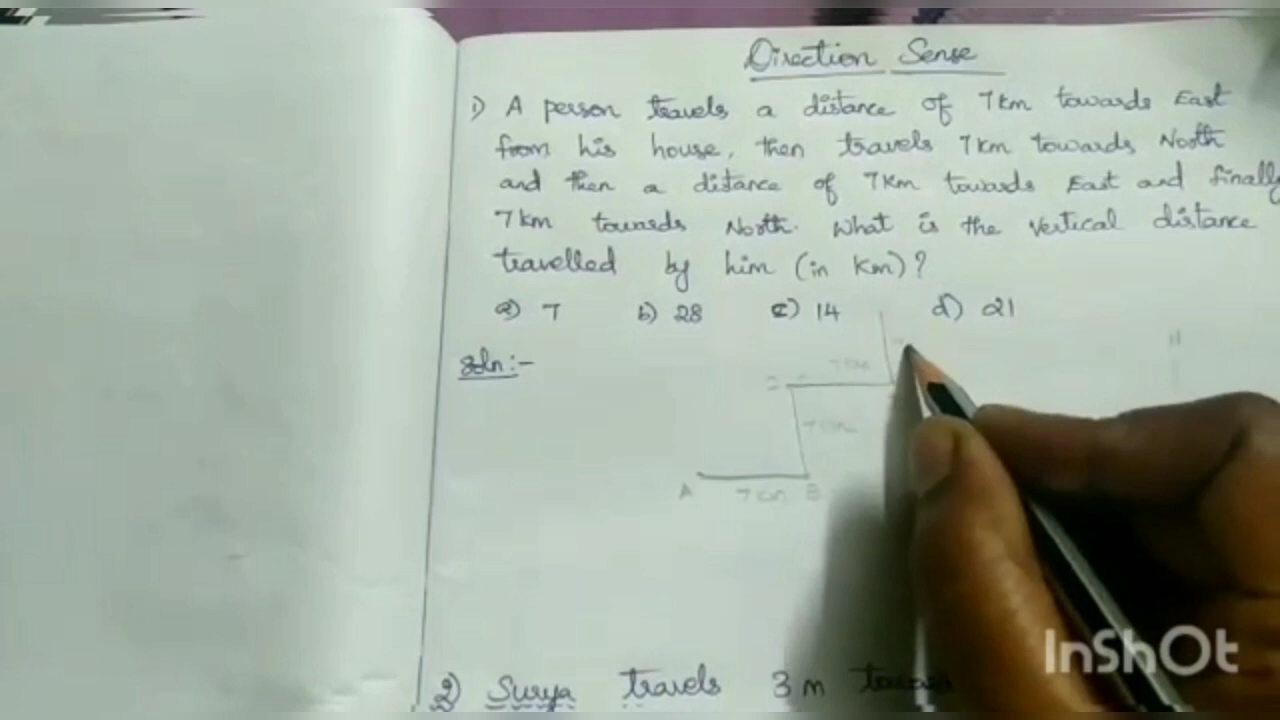 Direction Sense
1) A person travels a distance of 7km towards East
from his house, then travels 7km towards North
and then a distance of 7km towards East and finally
7km towards North. What is the vertical distance
travelled by him (in Km)?
a) 7 b) 28 c) 14 d) 21
Soln:-
7km
7km
A 7km B
2) Surya travels 3m
InShOt